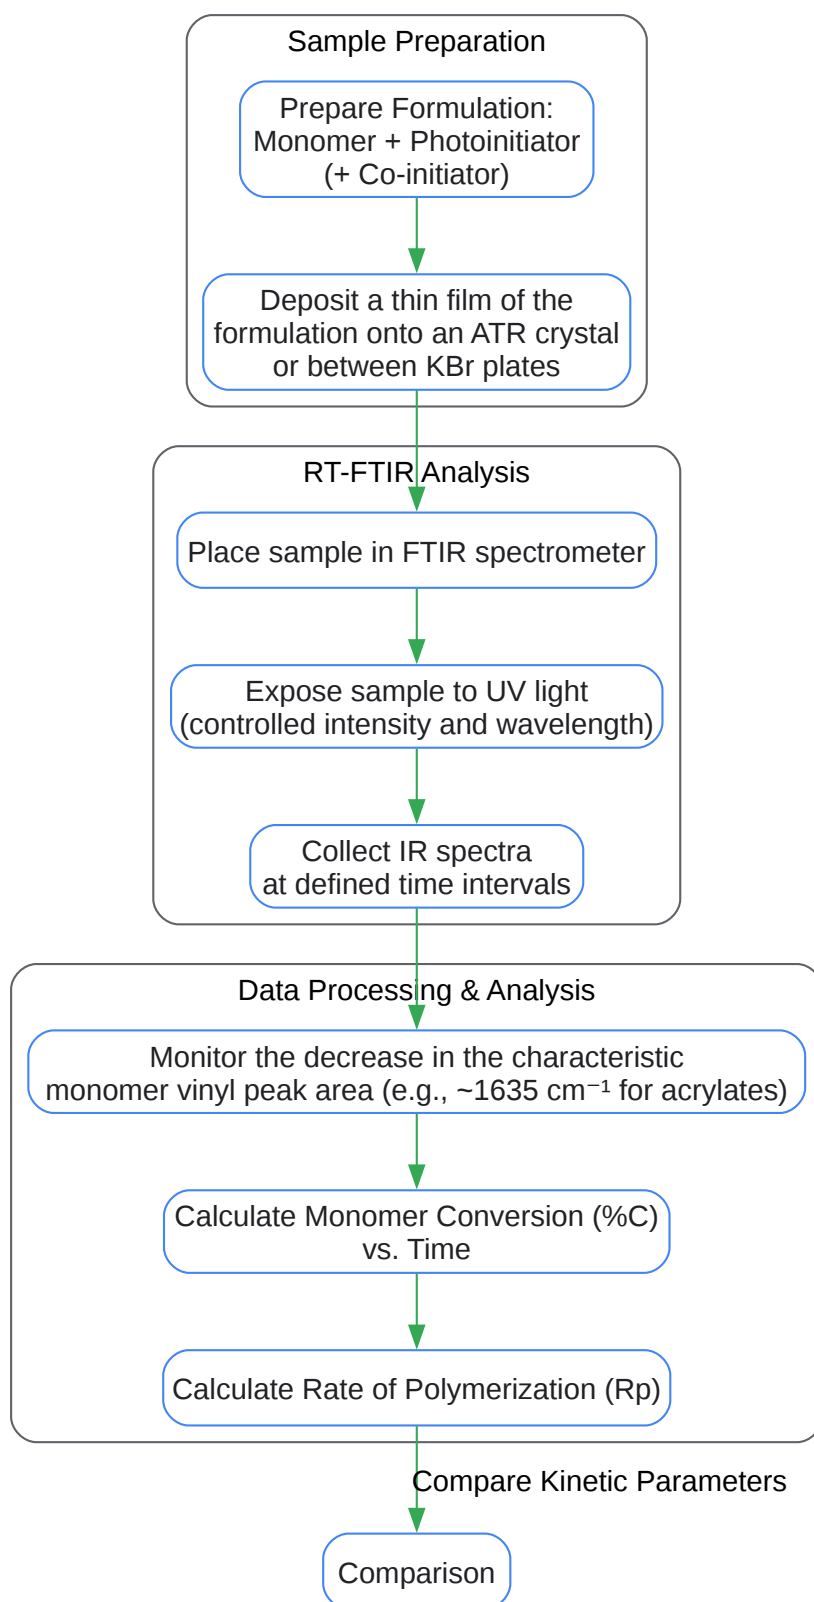 Sample Preparation
Prepare Formulation:
Monomer + Photoinitiator
(+ Co-initiator)
Deposit a thin film of the
formulation onto an ATR crystal
or between KBr plates
RT-FTIR Analysis
Place sample in FTIR spectrometer
Expose sample to UV light
(controlled intensity and wavelength)
Collect IR spectra
at defined time intervals
Data Processing & Analysis
Monitor the decrease in the characteristic
monomer vinyl peak area (e.g., ~1635 cm⁻¹ for acrylates)
Calculate Monomer Conversion (%C)
vs. Time
Calculate Rate of Polymerization (Rp)
Compare Kinetic Parameters
Comparison